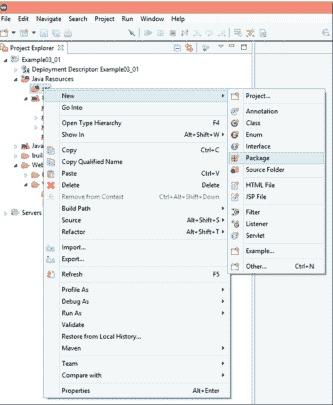 File Edit Navigate Search Project Run Window Help
Project Explorer
Example03_01
Deployment Descriptor: Example03_01
Java Resources
src
Java
build
Web
Servers
New
Go Into
Open Type Hierarchy F4
Show In Alt+Shift+W
Copy Ctrl+C
Copy Qualified Name
Paste Ctrl+V
Delete Delete
Remove from Context Ctrl+Alt+Shift+Down
Build Path
Source Alt+Shift+S
Refactor Alt+Shift+T
Import...
Export...
Refresh F5
Profile As
Debug As
Run As
Validate
Restore from Local History...
Maven
Team
Compare with
Properties Alt+Enter
Project...
Annotation
Class
Enum
Interface
Package
Source Folder
HTML File
JSP File
Filter
Listener
Servlet
Example...
Other... Ctrl+N